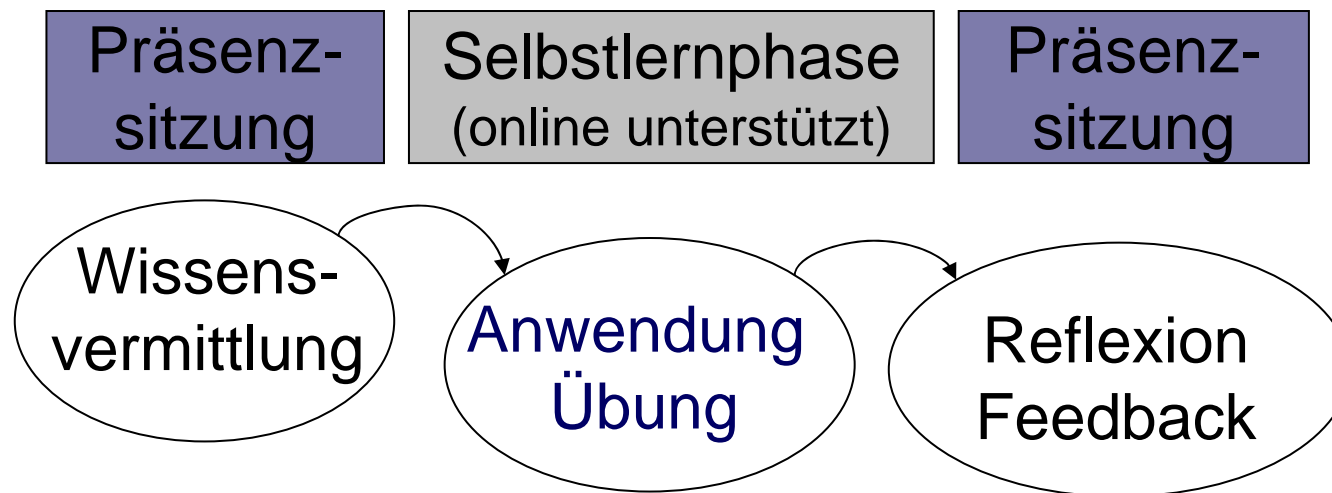 Präsenz-
sitzung
Selbstlernphase
(online unterstützt)
Präsenz-
sitzung
Wissens-
vermittlung
Anwendung
Übung
Reflexion
Feedback